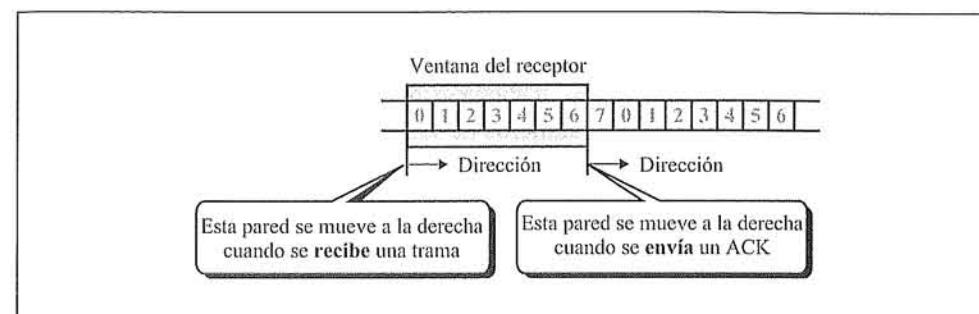 Ventana del receptor
0 1 2 3 4 5 6 7 0 1 2 3 4 5 6
Dirección Dirección
Esta pared se mueve a la derecha
cuando se recibe una trama
Esta pared se mueve a la derecha
cuando se envía un ACK